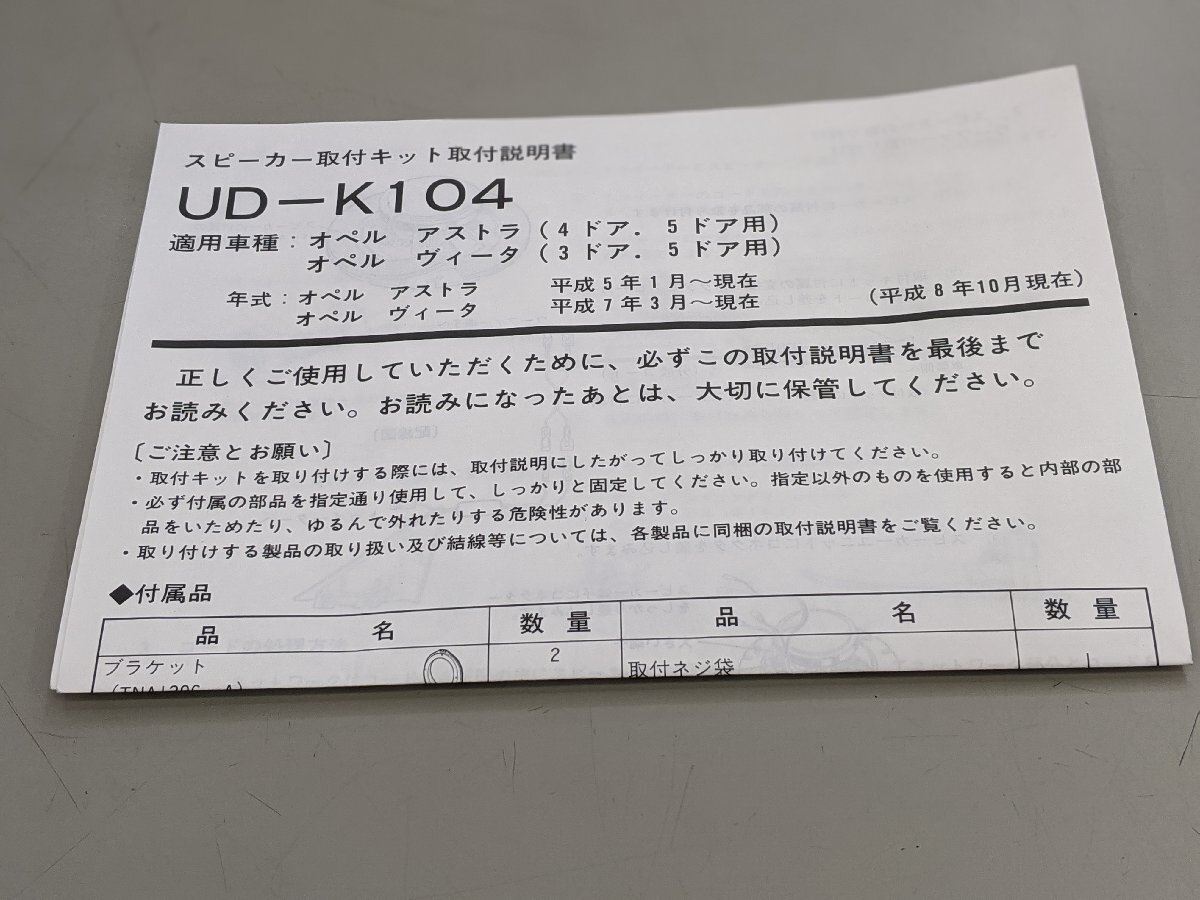 スピーカー取付キット取付説明書
UD－K104
適用車種：オペル　アストラ（4ドア．5ドア用）
オペル　ヴィータ（3ドア．5ドア用）
年式：オペル　アストラ　平成5年1月～現在
オペル　ヴィータ　平成7年3月～現在　（平成8年10月現在）
正しくご使用していただくために、必ずこの取付説明書を最後まで
お読みください。お読みになったあとは、大切に保管してください。
〔ご注意とお願い〕
・取付キットを取り付けする際には、取付説明にしたがってしっかり取り付けてください。
・必ず付属の部品を指定通り使用して、しっかりと固定してください。指定以外のものを使用すると内部の部
品をいためたり、ゆるんで外れたりする危険性があります。
・取り付けする製品の取り扱い及び結線等については、各製品に同梱の取付説明書をご覧ください。
◆付属品
品　名　数　量　品　名　数　量
ブラケット　2　取付ネジ袋